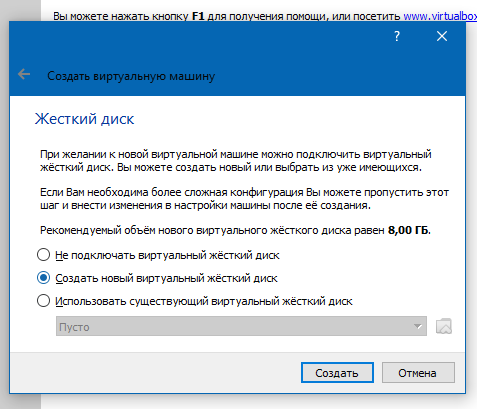 Вы можете нажать кнопку F1 для получения помощи, или посетить www.virtualbox
?
Создать виртуальную машину
Жесткий диск
При желании к новой виртуальной машине можно подключить виртуальный
жёсткий диск. Вы можете создать новый или выбрать из уже имеющихся.
Если Вам необходима более сложная конфигурация Вы можете пропустить этот
шаг и внести изменения в настройки машины после её создания.
Рекомендуемый объём нового виртуального жёсткого диска равен 8,00 ГБ.
Не подключать виртуальный жёсткий диск
Создать новый виртуальный жёсткий диск
Использовать существующий виртуальный жёсткий диск
Пусто
Создать
Отмена